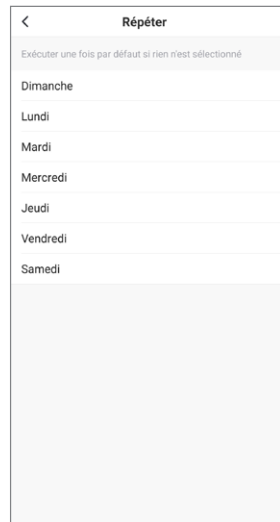 Répéter
Exécuter une fois par défaut si rien n'est sélectionné
Dimanche
Lundi
Mardi
Mercredi
Jeudi
Vendredi
Samedi